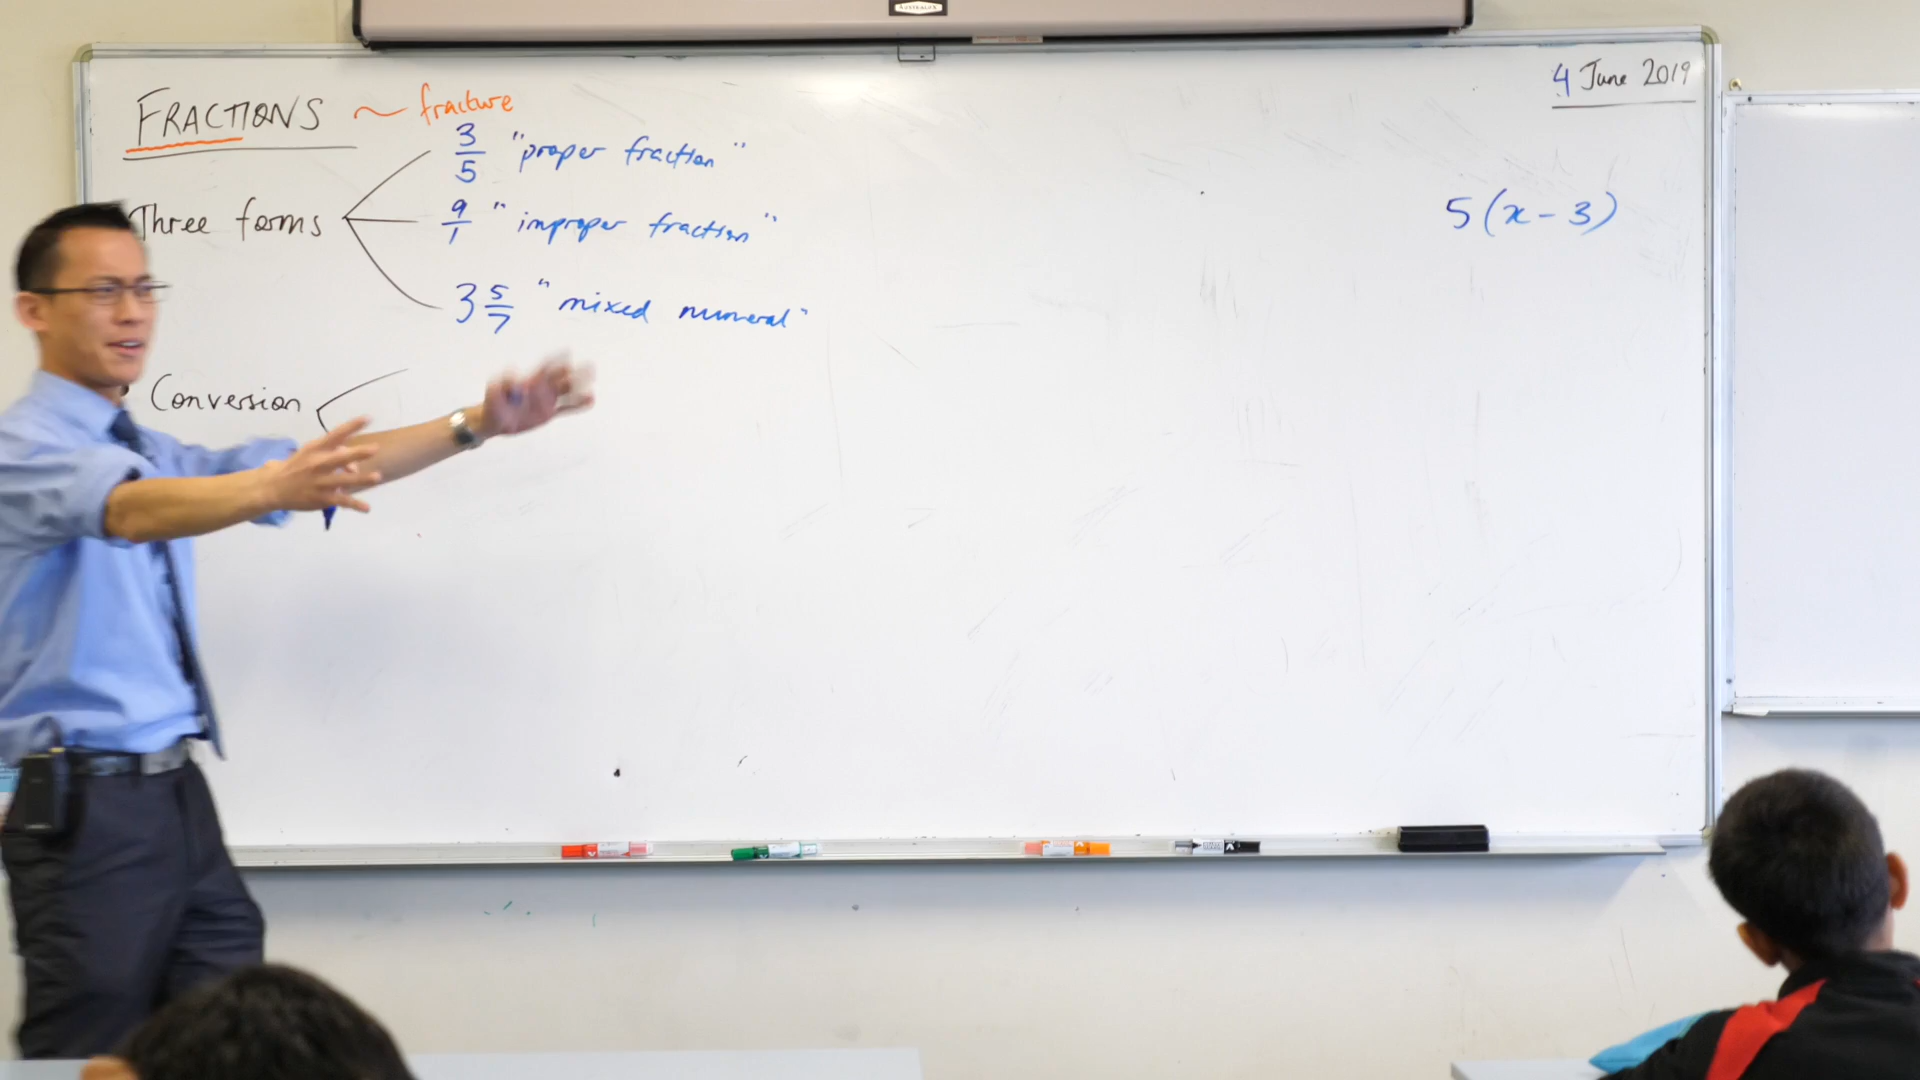 4 June 2019
FRACTIONS ~ fracture
3/5 "proper fraction"
Three forms
9/1 "improper fraction"
5(x-3)
3 5/7 "mixed numeral"
Conversion